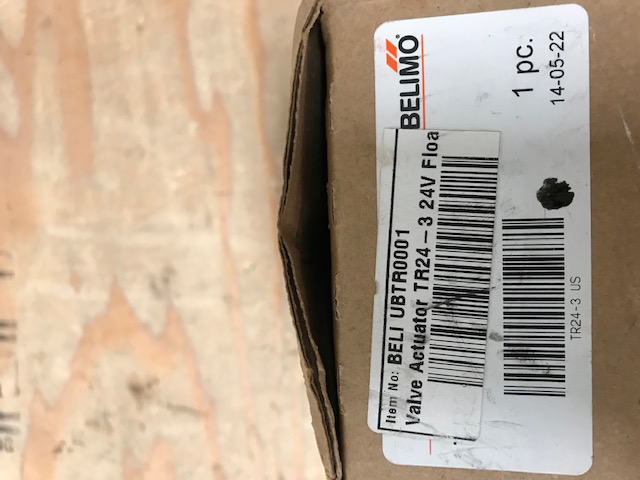 BELIMO
1 pc.
14-05-22
Item No: BELI UBTR0001
Valve Actuator TR24-3 24V Floa
TR24-3 US